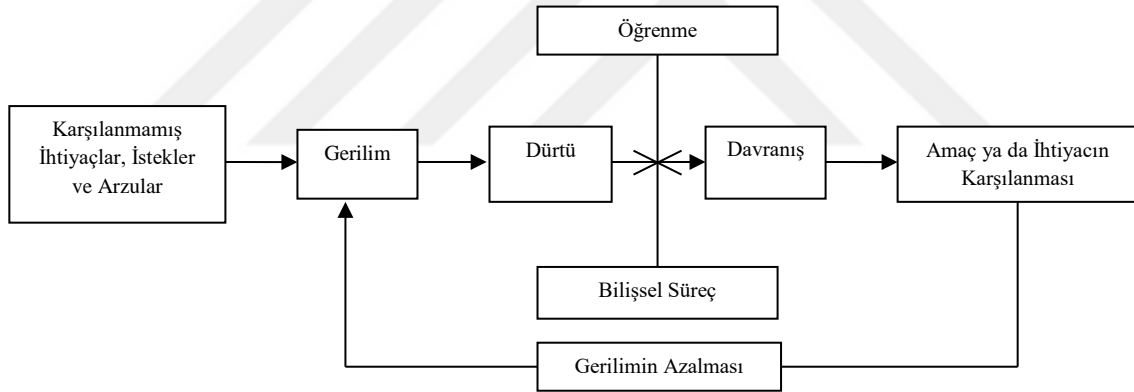 Öğrenme
Karşılanmamış
İhtiyaçlar, İstekler
ve Arzular
Gerilim
Dürtü
Davranış
Amaç ya da İhtiyacın
Karşılanması
Bilişsel Süreç
Gerilimin Azalması